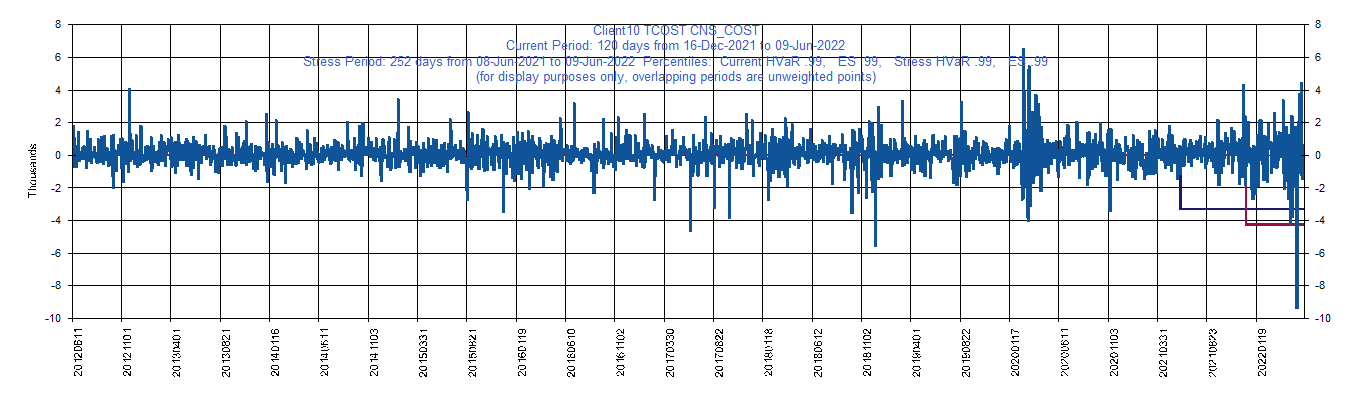 Client10 TCOST CNS_COST
Current Period: 120 days from 16-Dec-2021 to 09-Jun-2022
Stress Period: 252 days from 08-Jun-2021 to 09-Jun-2022 Percentiles: Current HVaR .99, ES .99, Stress HVaR .99, ES .99
(for display purposes only, overlapping periods are unweighted points)
Thousands
8 8
6 6
4 4
2 2
0 0
-2 -2
-4 -4
-6 -6
-8 -8
-10 -10
20120611 20121101 20130401 20130821 20140116 20140611 20141103 20150331 20150821 20160119 20160610 20161102 20170330 20170822 20180118 20180612 20181102 20190401 20190822 20200117 20200611 20201103 20210331 20210823 20220119